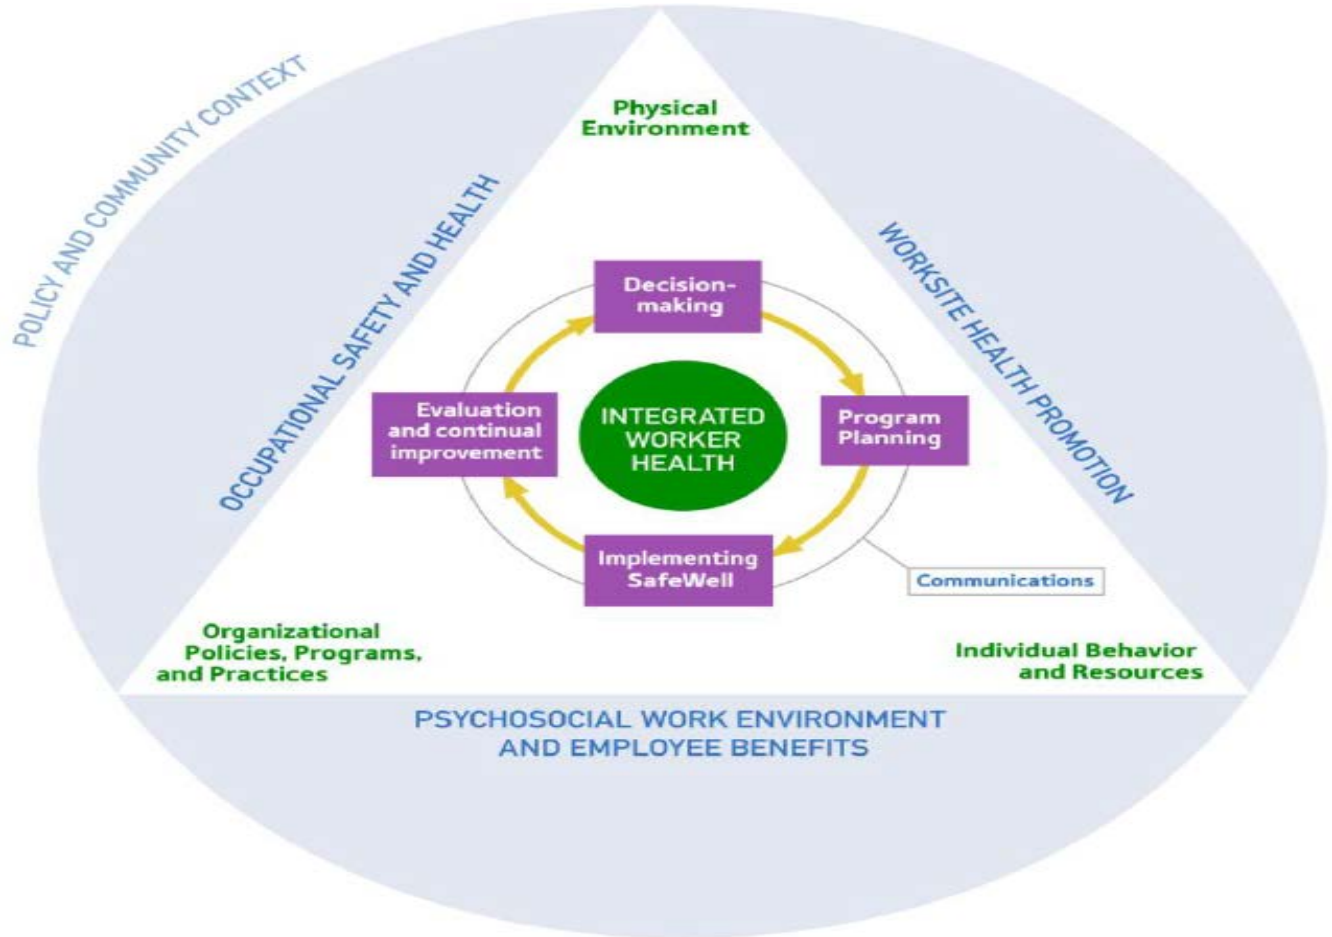 POLICY AND COMMUNITY CONTEXT
OCCUPATIONAL SAFETY AND HEALTH
WORKSITE HEALTH PROMOTION
Physical
Environment
Decision-
making
Evaluation
and continual
improvement
INTEGRATED
WORKER
HEALTH
Program
Planning
Implementing
SafeWell
Communications
Organizational
Policies, Programs,
and Practices
Individual Behavior
and Resources
PSYCHOSOCIAL WORK ENVIRONMENT
AND EMPLOYEE BENEFITS